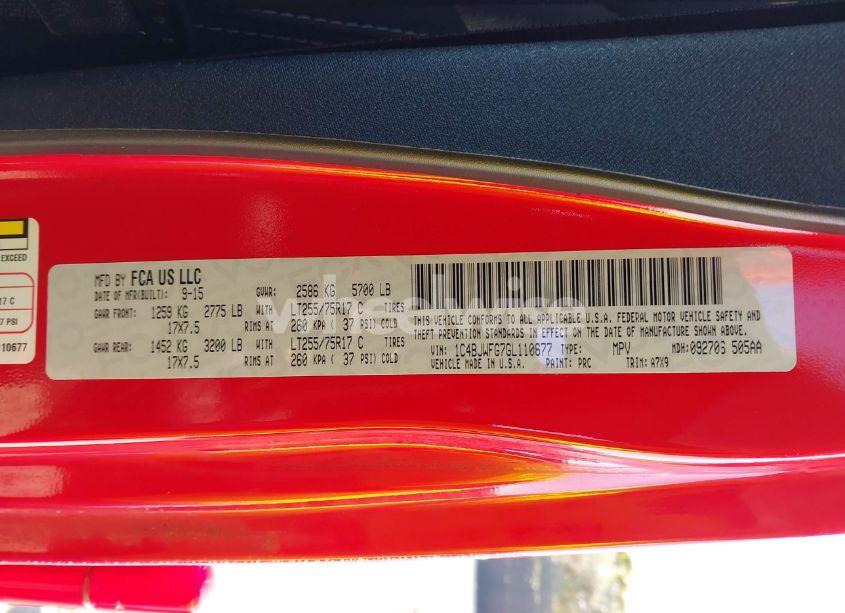 EXCEED
17 C
7 PSI
10677
MFD BY FCA US LLC
DATE OF MFR(BUILT): 9-15 GVWR: 2586 KG 5700 LB
GAWR FRONT: 1259 KG 2775 LB WITH LT255/75R17 C TIRES
17X7.5 RIMS AT 260 KPA ( 37 PSI) COLD
GAWR REAR: 1452 KG 3200 LB WITH LT255/75R17 C TIRES
17X7.5 RIMS AT 260 KPA ( 37 PSI) COLD
THIS VEHICLE CONFORMS TO ALL APPLICABLE U.S.A. FEDERAL MOTOR VEHICLE SAFETY
AND THEFT PREVENTION STANDARDS IN EFFECT ON THE DATE OF MANUFACTURE SHOWN ABOVE.
VIN: 1C4BJWFG7GL110677 TYPE: MPV MDH:092703 505AA
VEHICLE MADE IN U.S.A. PAINT: PRC TRIM: A7X9